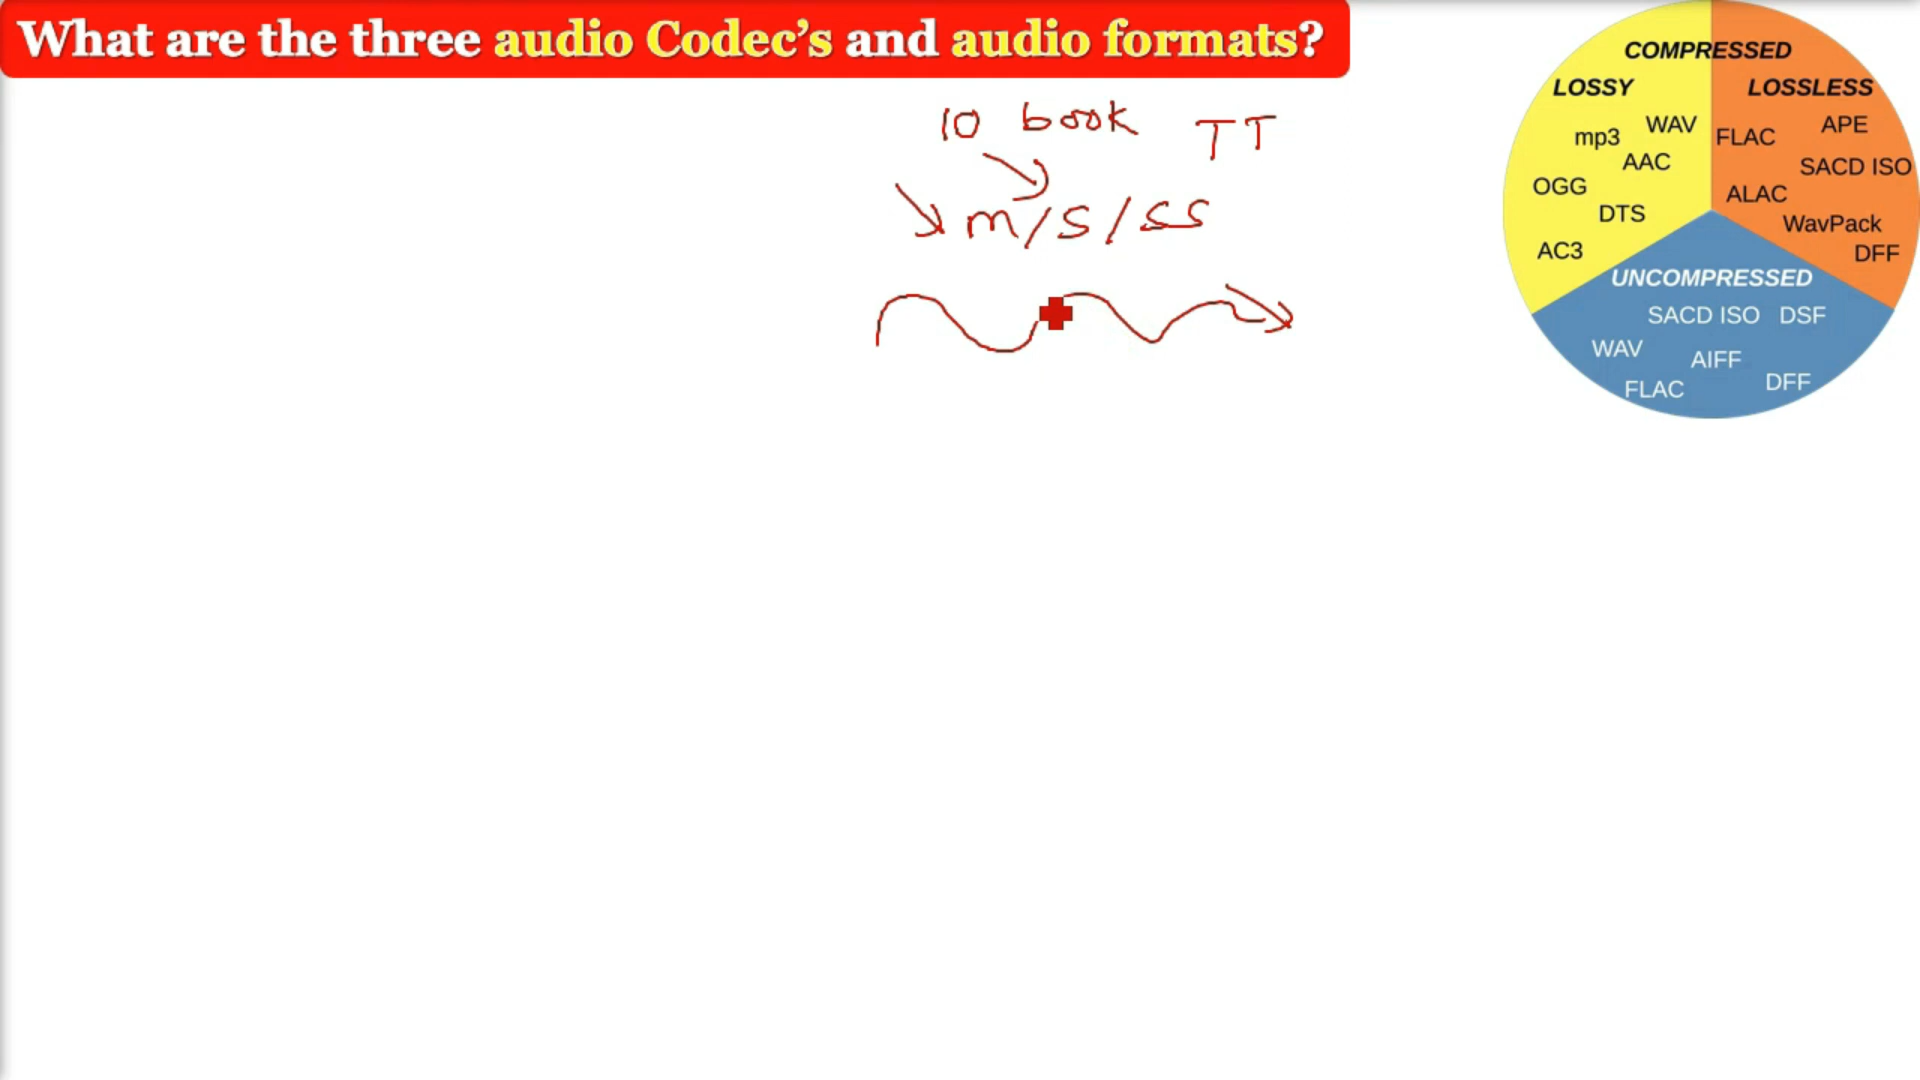 What are the three audio Codec's and audio formats?
10 book TT
m/s/ss
COMPRESSED
LOSSY
mp3 WAV
AAC
OGG
DTS
AC3
LOSSLESS
FLAC APE
SACD ISO
ALAC
WavPack
DFF
UNCOMPRESSED
SACD ISO DSF
WAV AIFF
FLAC DFF